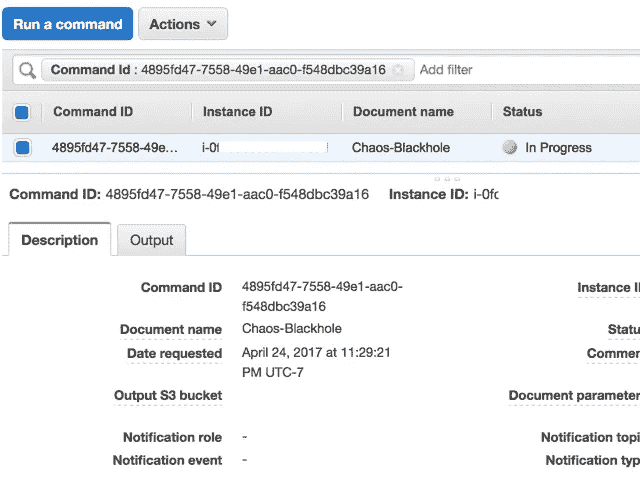 Run a command Actions
Command Id : 4895fd47-7558-49e1-aac0-f548dbc39a16 Add filter
Command ID Instance ID Document name Status
4895fd47-7558-49e... i-0f Chaos-Blackhole In Progress
Command ID: 4895fd47-7558-49e1-aac0-f548dbc39a16 Instance ID: i-0fc
Description Output
Command ID 4895fd47-7558-49e1-aac0- Instance I
f548dbc39a16
Document name Chaos-Blackhole Statu
Date requested April 24, 2017 at 11:29:21 Commen
PM UTC-7
Output S3 bucket Document parameter
Notification role - Notification topi
Notification event - Notification typ